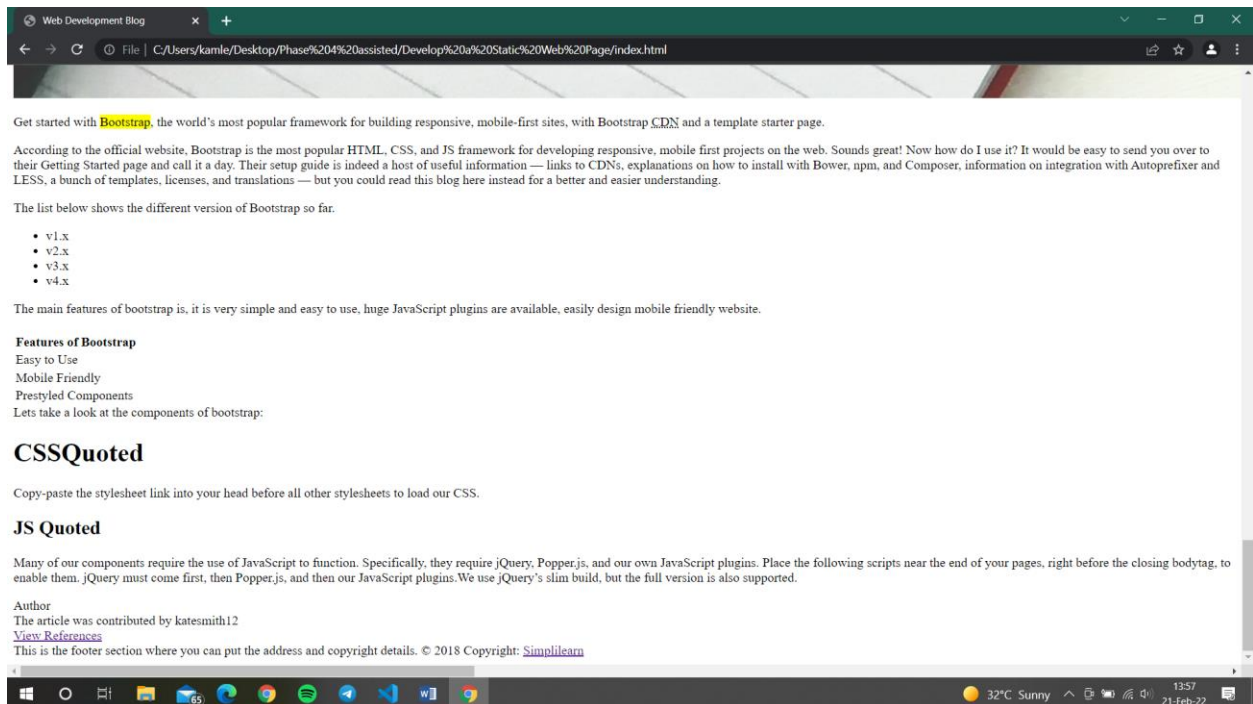 Web Development Blog
File | C:/Users/kamle/Desktop/Phase%204%20assisted/Develop%20a%20Static%20Web%20Page/index.html
Get started with Bootstrap, the world’s most popular framework for building responsive, mobile-first sites, with Bootstrap CDN and a template starter page.
According to the official website, Bootstrap is the most popular HTML, CSS, and JS framework for developing responsive, mobile first projects on the web. Sounds great! Now how do I use it? It would be easy to send you over to
their Getting Started page and call it a day. Their setup guide is indeed a host of useful information — links to CDNs, explanations on how to install with Bower, npm, and Composer, information on integration with Autoprefixer and
LESS, a bunch of templates, licenses, and translations — but you could read this blog here instead for a better and easier understanding.
The list below shows the different version of Bootstrap so far.
• v1.x
• v2.x
• v3.x
• v4.x
The main features of bootstrap is, it is very simple and easy to use, huge JavaScript plugins are available, easily design mobile friendly website.
Features of Bootstrap
Easy to Use
Mobile Friendly
Prestyled Components
Lets take a look at the components of bootstrap:
CSSQuoted
Copy-paste the stylesheet link into your head before all other stylesheets to load our CSS.
JS Quoted
Many of our components require the use of JavaScript to function. Specifically, they require jQuery, Popper.js, and our own JavaScript plugins. Place the following scripts near the end of your pages, right before the closing bodytag, to
enable them. jQuery must come first, then Popper.js, and then our JavaScript plugins.We use jQuery’s slim build, but the full version is also supported.
Author
The article was contributed by katesmith12
View References
This is the footer section where you can put the address and copyright details. © 2018 Copyright: Simplilearn
65
32°C Sunny
13:57
21-Feb-22